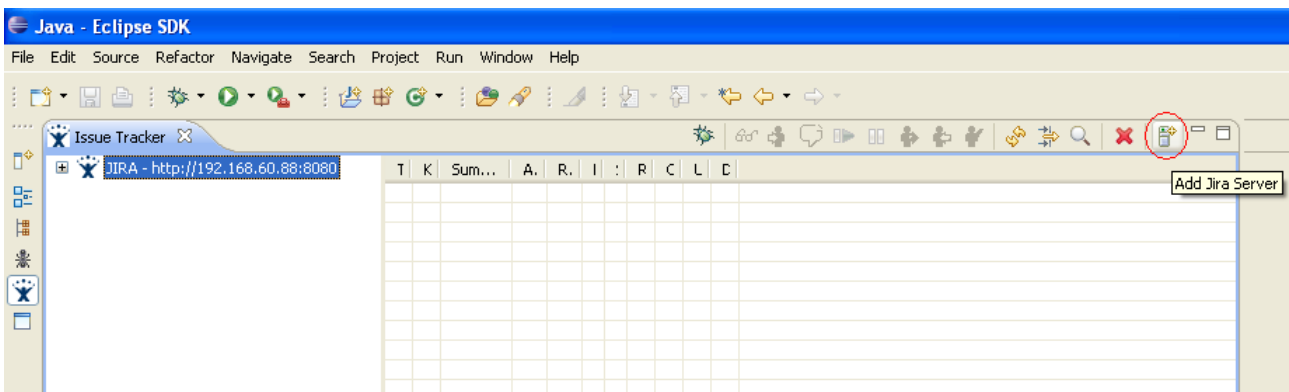 Java - Eclipse SDK
File Edit Source Refactor Navigate Search Project Run Window Help
Issue Tracker
JIRA - http://192.168.60.88:8080
T K Sum... A. R. I : R C L D
Add Jira Server